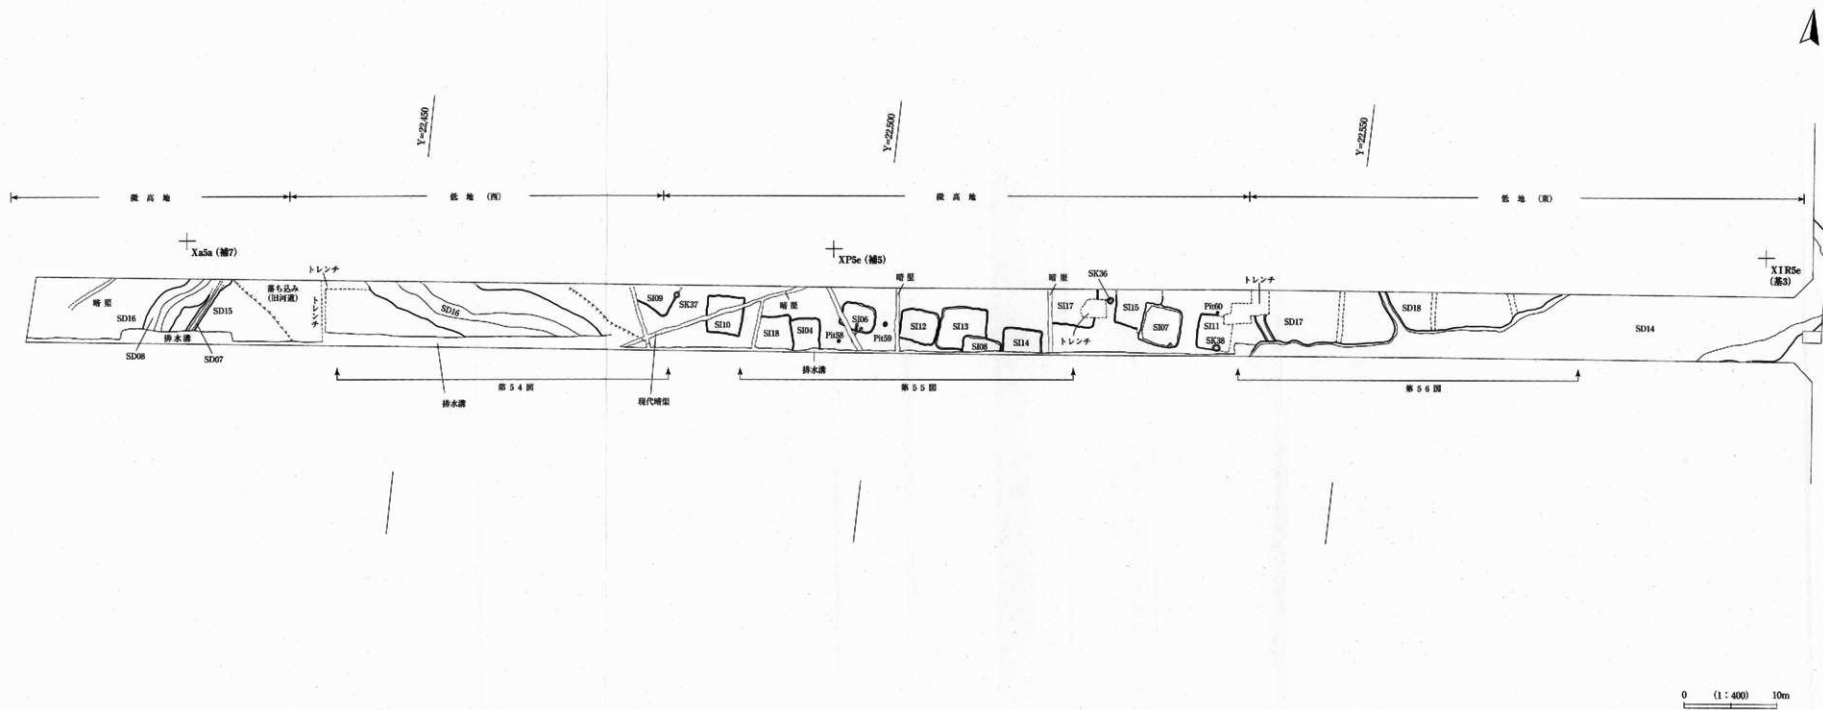 Y=22,450
Y=22,500
Y=22,550
微高地
低地（西）
微高地
低地（東）
Xa5a（補7）
XP5e（補5）
XIR5e
（基3）
トレンチ
暗渠
暗渠
SK36
トレンチ
暗渠
SD16
SD15
落ち込み
（旧河道）
トレンチ
SD16
SI09
SK37
SI10
暗渠
SI18
SI04
SI06
Pit58
Pit59
SI12
SI13
SI08
SI14
SI17
トレンチ
SI15
SI07
Pit60
SI11
SK38
SD17
SD18
SD14
SD08
排水溝
SD07
第54図
排水溝
現代暗渠
排水溝
第55図
第56図
0 （1：400） 10m